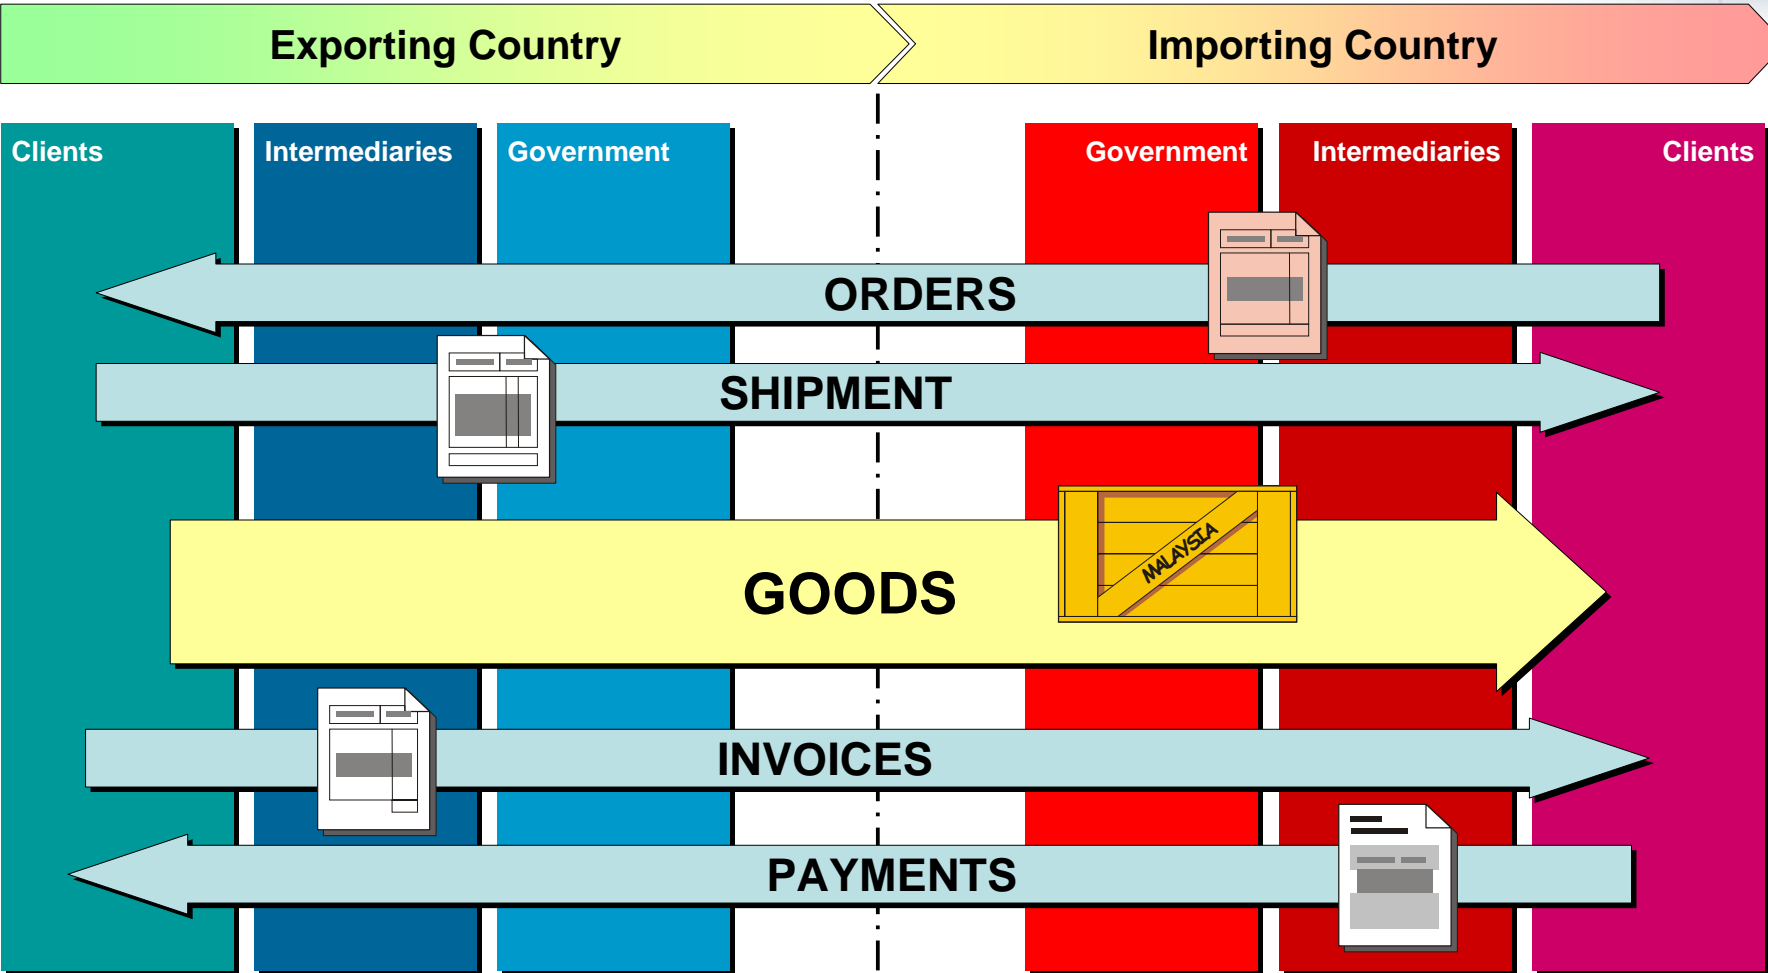 Exporting Country
Importing Country
Clients
Intermediaries
Government
Government
Intermediaries
Clients
ORDERS
SHIPMENT
MALAYSIA
GOODS
INVOICES
PAYMENTS